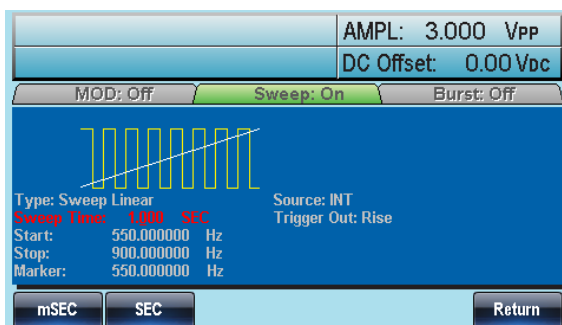 AMPL: 3.000 VPP
DC Offset: 0.00 VDC
MOD: Off Sweep: On Burst: Off
Type: Sweep Linear Source: INT
Sweep Time: 1.000 SEC Trigger Out: Rise
Start: 550.000000 Hz
Stop: 900.000000 Hz
Marker: 550.000000 Hz
mSEC SEC Return